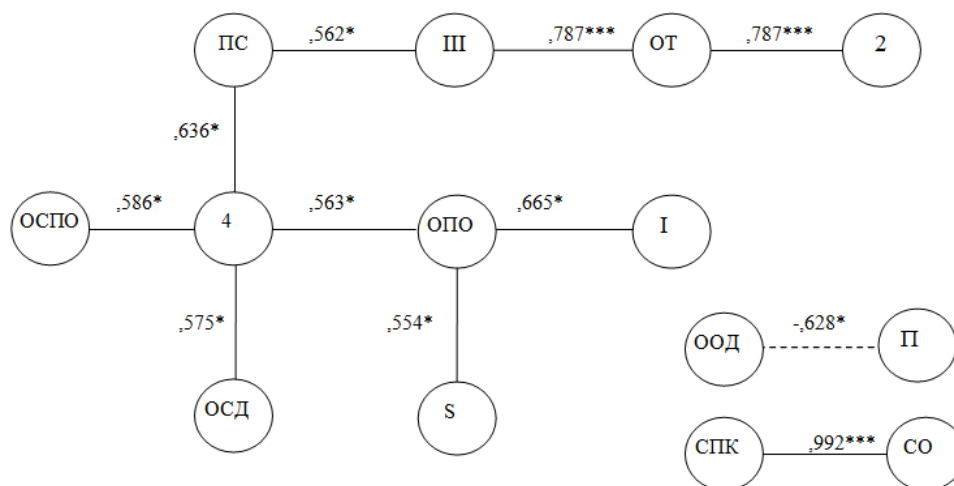 ПС ,562* III ,787*** ОТ ,787*** 2
,636*
ОСПО ,586* 4 ,563* ОПО ,665* I
,575* ,554*
ООД -,628* П
ОСД S
СПК ,992*** СО